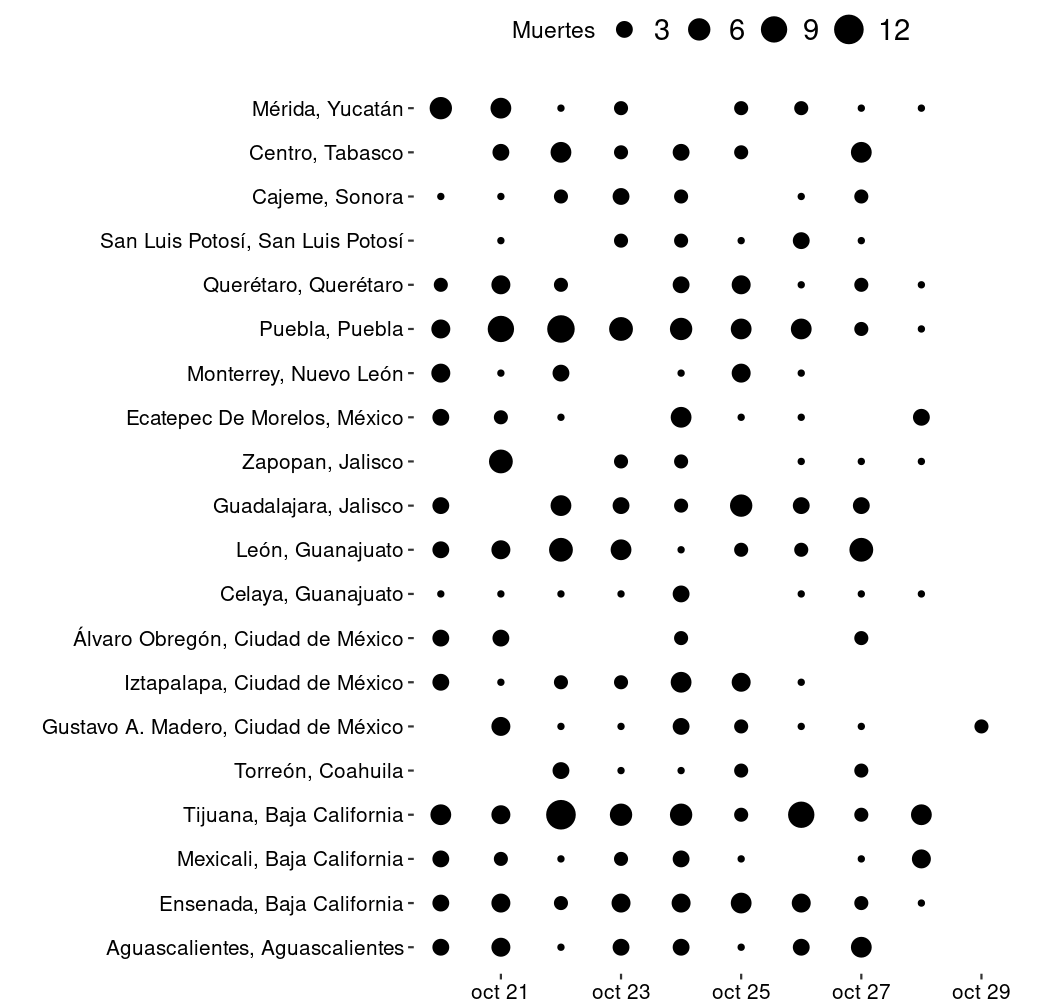 Muertes 3 6 9 12
Mérida, Yucatán
Centro, Tabasco
Cajeme, Sonora
San Luis Potosí, San Luis Potosí
Querétaro, Querétaro
Puebla, Puebla
Monterrey, Nuevo León
Ecatepec De Morelos, México
Zapopan, Jalisco
Guadalajara, Jalisco
León, Guanajuato
Celaya, Guanajuato
Álvaro Obregón, Ciudad de México
Iztapalapa, Ciudad de México
Gustavo A. Madero, Ciudad de México
Torreón, Coahuila
Tijuana, Baja California
Mexicali, Baja California
Ensenada, Baja California
Aguascalientes, Aguascalientes
oct 21 oct 23 oct 25 oct 27 oct 29